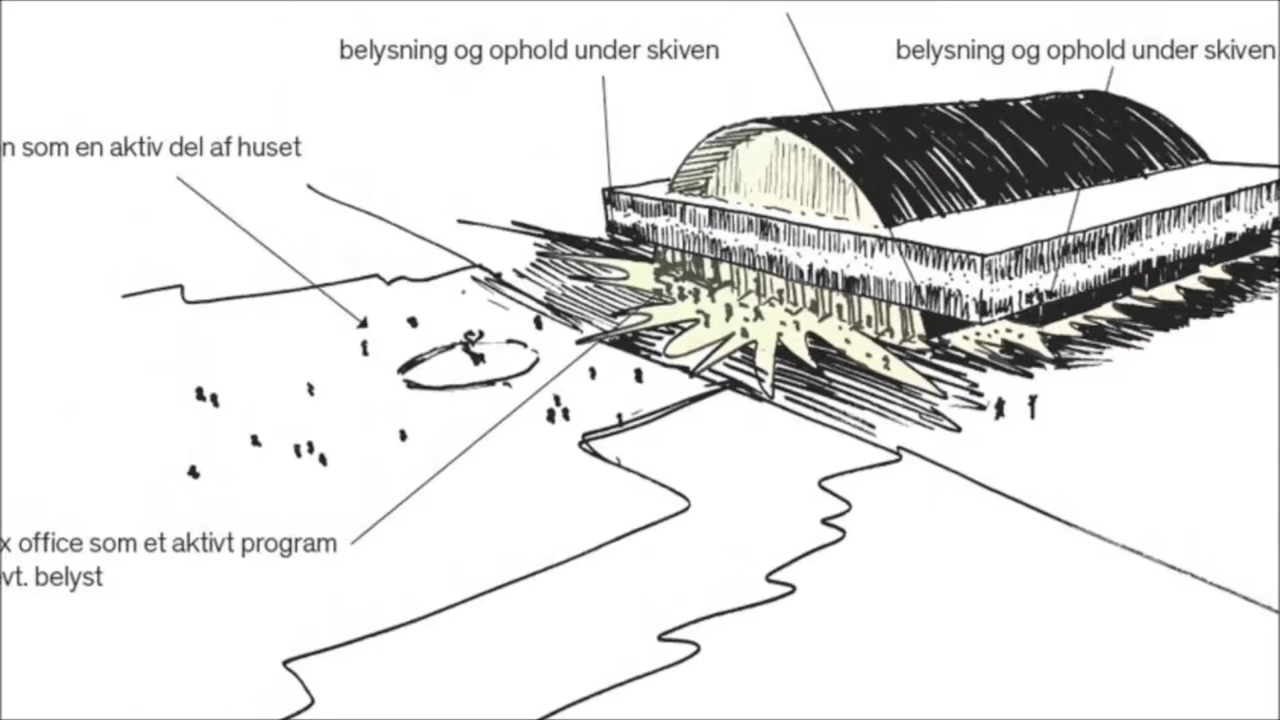 belysning og ophold under skiven
belysning og ophold under skiven
n som en aktiv del af huset
x office som et aktivt program
vt. belyst